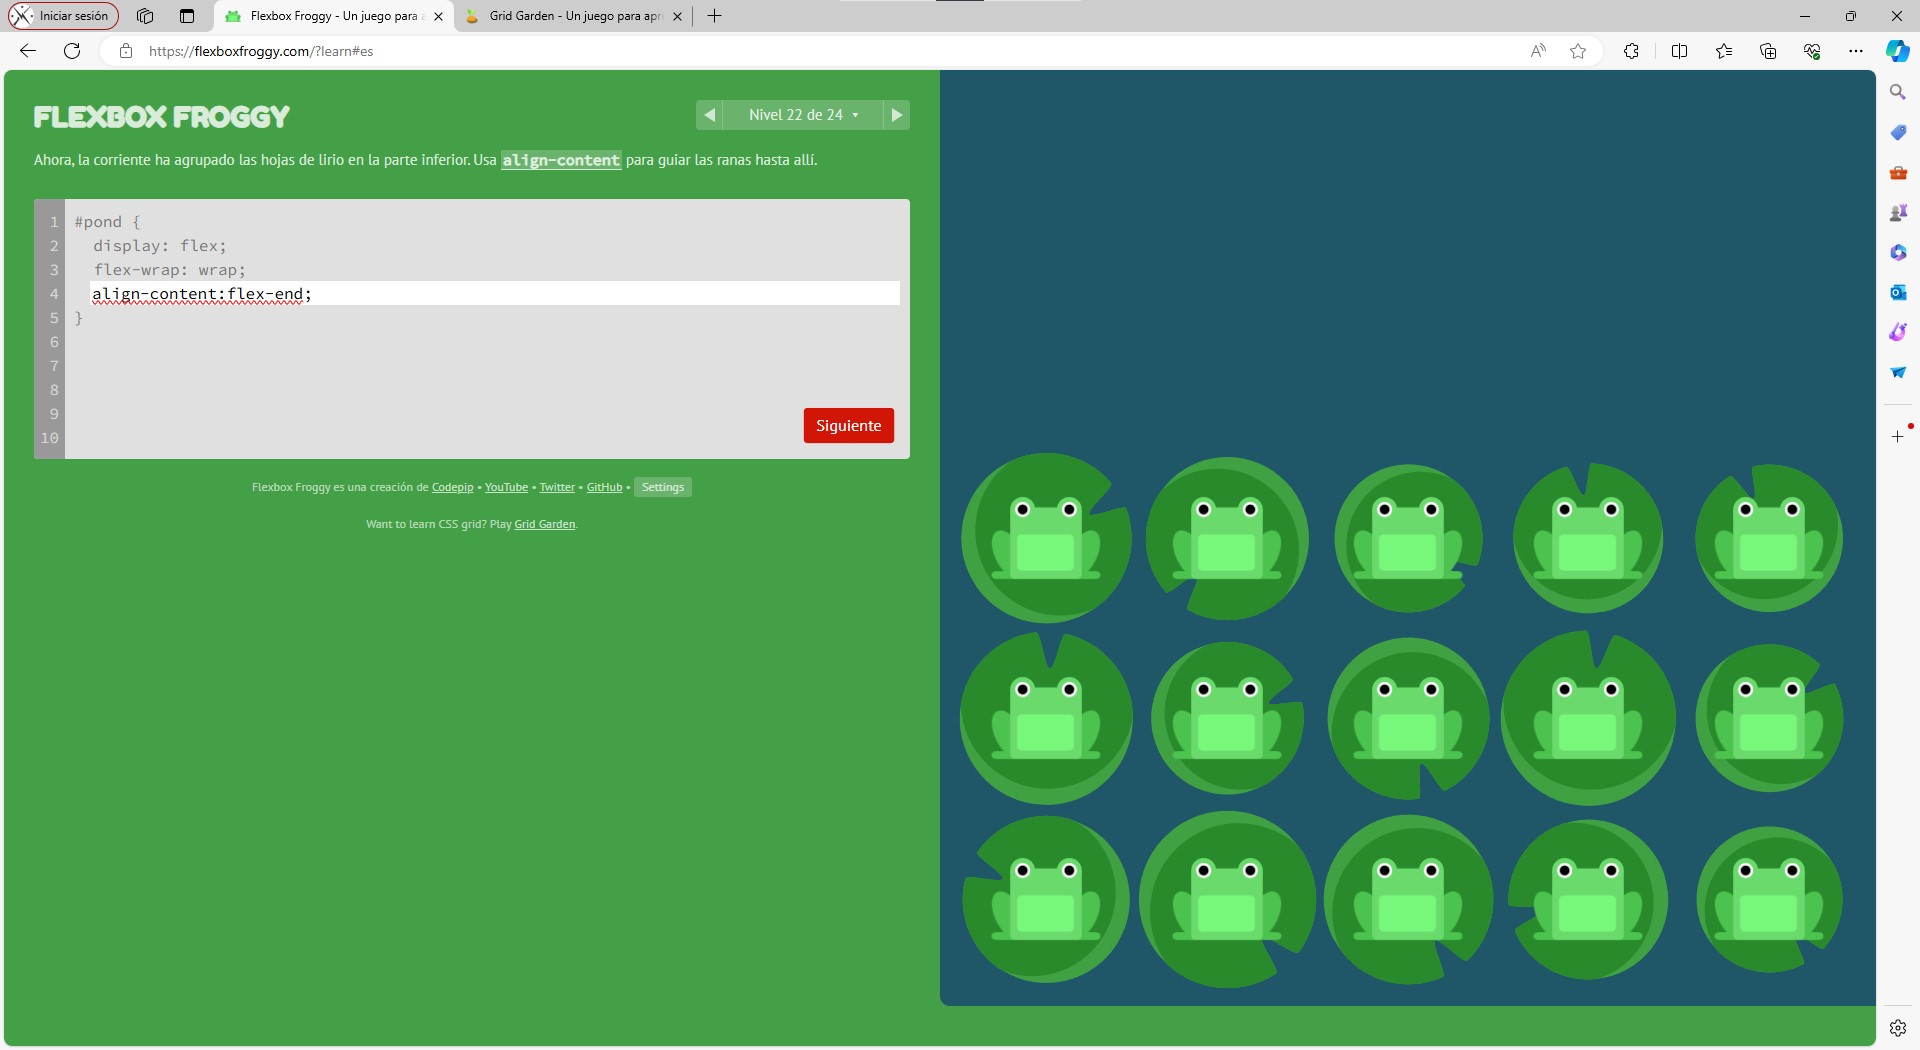 Iniciar sesión
Flexbox Froggy - Un juego para a
Grid Garden - Un juego para apr
https://flexboxfroggy.com/?learn#es
FLEXBOX FROGGY
◀ Nivel 22 de 24 ▾ ▶
Ahora, la corriente ha agrupado las hojas de lirio en la parte inferior. Usa align-content para guiar las ranas hasta allí.
1 #pond {
2 display: flex;
3 flex-wrap: wrap;
4 align-content:flex-end;
5 }
6
7
8
9
10
Siguiente
Flexbox Froggy es una creación de Codepip • YouTube • Twitter • GitHub • Settings
Want to learn CSS grid? Play Grid Garden.